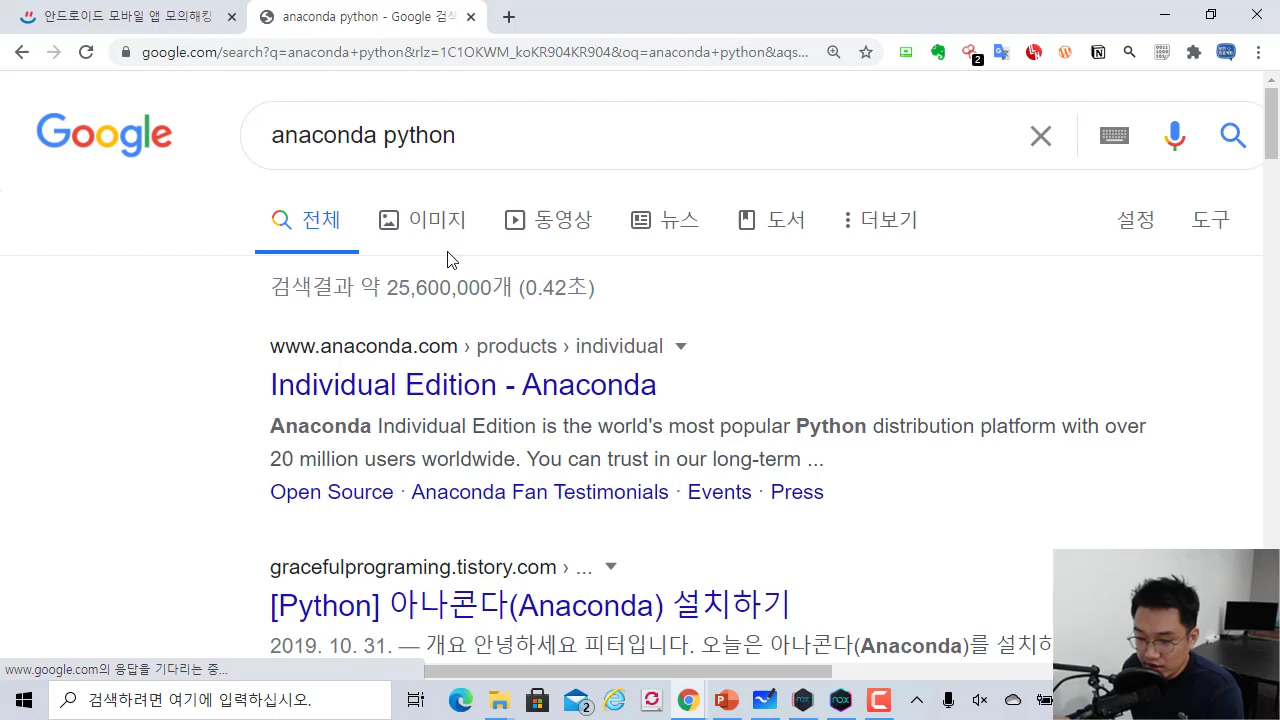 안드로이드 모바일 앱 모의해킹
anaconda python - Google 검색
google.com/search?q=anaconda+python&rlz=1C1OKWM_koKR904KR904&oq=anaconda+python&aqs...
2
Google
anaconda python
전체 이미지 동영상 뉴스 도서 더보기 설정 도구
검색결과 약 25,600,000개 (0.42초)
www.anaconda.com › products › individual
Individual Edition - Anaconda
Anaconda Individual Edition is the world's most popular Python distribution platform with over
20 million users worldwide. You can trust in our long-term ...
Open Source · Anaconda Fan Testimonials · Events · Press
gracefulprograming.tistory.com › ...
[Python] 아나콘다(Anaconda) 설치하기
2019. 10. 31. — 개요 안녕하세요 피터입니다. 오늘은 아나콘다(Anaconda)를 설치하
www.google.com의 응답을 기다리는 중...
검색하려면 여기에 입력하십시오.
2
nox
nox